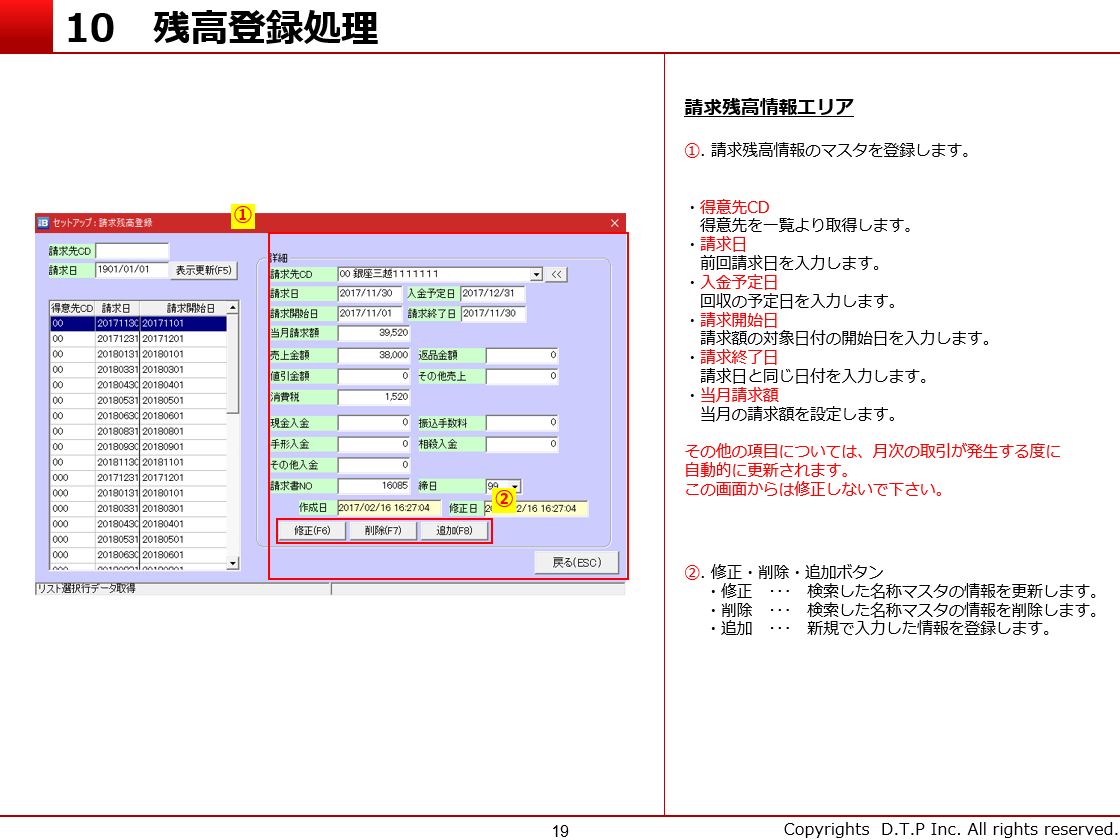 10 残高登録処理
セットアップ：請求残高登録
①
請求先CD
請求日 1901/01/01 表示更新(F5)
得意先CD 請求日 請求開始日
00 20171130 20171101
00 20171231 20171201
00 20180131 20180101
00 20180331 20180301
00 20180430 20180401
00 20180531 20180501
00 20180630 20180601
00 20180831 20180801
00 20180930 20180901
00 20181130 20181101
000 20171231 20171201
000 20180131 20180101
000 20180331 20180301
000 20180430 20180401
000 20180531 20180501
000 20180630 20180601
リスト選択行データ取得
詳細
請求先CD 00 銀座三越1111111 <<
請求日 2017/11/30 入金予定日 2017/12/31
請求開始日 2017/11/01 請求終了日 2017/11/30
当月請求額 39,520
売上金額 38,000 返品金額 0
値引金額 0 その他売上 0
消費税 1,520
現金入金 0 振込手数料 0
手形入金 0 相殺入金 0
その他入金 0
請求書NO 16085 締日 99
②
作成日 2017/02/16 16:27:04 修正日 2/16 16:27:04
修正(F6) 削除(F7) 追加(F8)
戻る(ESC)
請求残高情報エリア
①. 請求残高情報のマスタを登録します。
・得意先CD
得意先を一覧より取得します。
・請求日
前回請求日を入力します。
・入金予定日
回収の予定日を入力します。
・請求開始日
請求額の対象日付の開始日を入力します。
・請求終了日
請求日と同じ日付を入力します。
・当月請求額
当月の請求額を設定します。
その他の項目については、月次の取引が発生する度に
自動的に更新されます。
この画面からは修正しないで下さい。
②. 修正・削除・追加ボタン
・修正 ･･･ 検索した名称マスタの情報を更新します。
・削除 ･･･ 検索した名称マスタの情報を削除します。
・追加 ･･･ 新規で入力した情報を登録します。
19
Copyrights D.T.P Inc. All rights reserved.